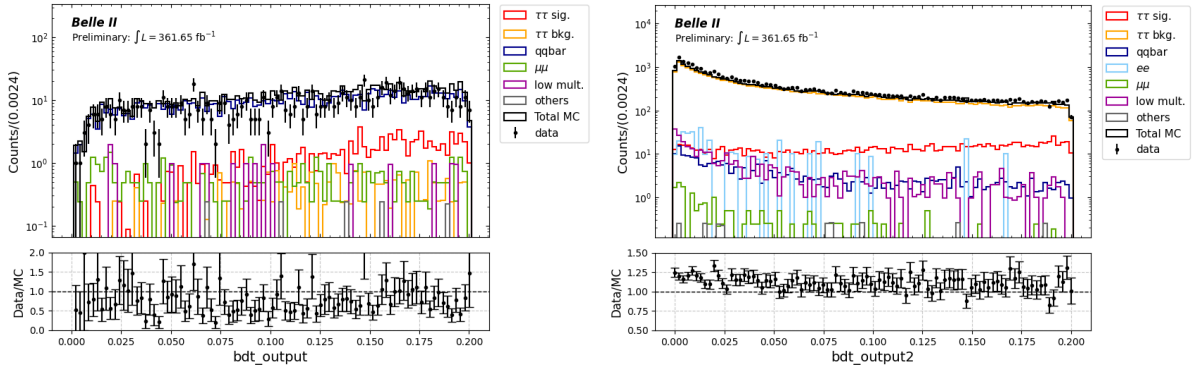 Belle II
Preliminary: ∫ L = 361.65 fb⁻¹
Counts/(0.0024)
10²
10¹
10⁰
10⁻¹
ττ sig.
ττ bkg.
qqbar
μμ
low mult.
others
Total MC
data
Data/MC
2.0
1.5
1.0
0.5
0.0
0.000 0.025 0.050 0.075 0.100 0.125 0.150 0.175 0.200
bdt_output
Belle II
Preliminary: ∫ L = 361.65 fb⁻¹
Counts/(0.0024)
10⁴
10³
10²
10¹
10⁰
ττ sig.
ττ bkg.
qqbar
ee
μμ
low mult.
others
Total MC
data
Data/MC
1.50
1.25
1.00
0.75
0.50
0.000 0.025 0.050 0.075 0.100 0.125 0.150 0.175 0.200
bdt_output2